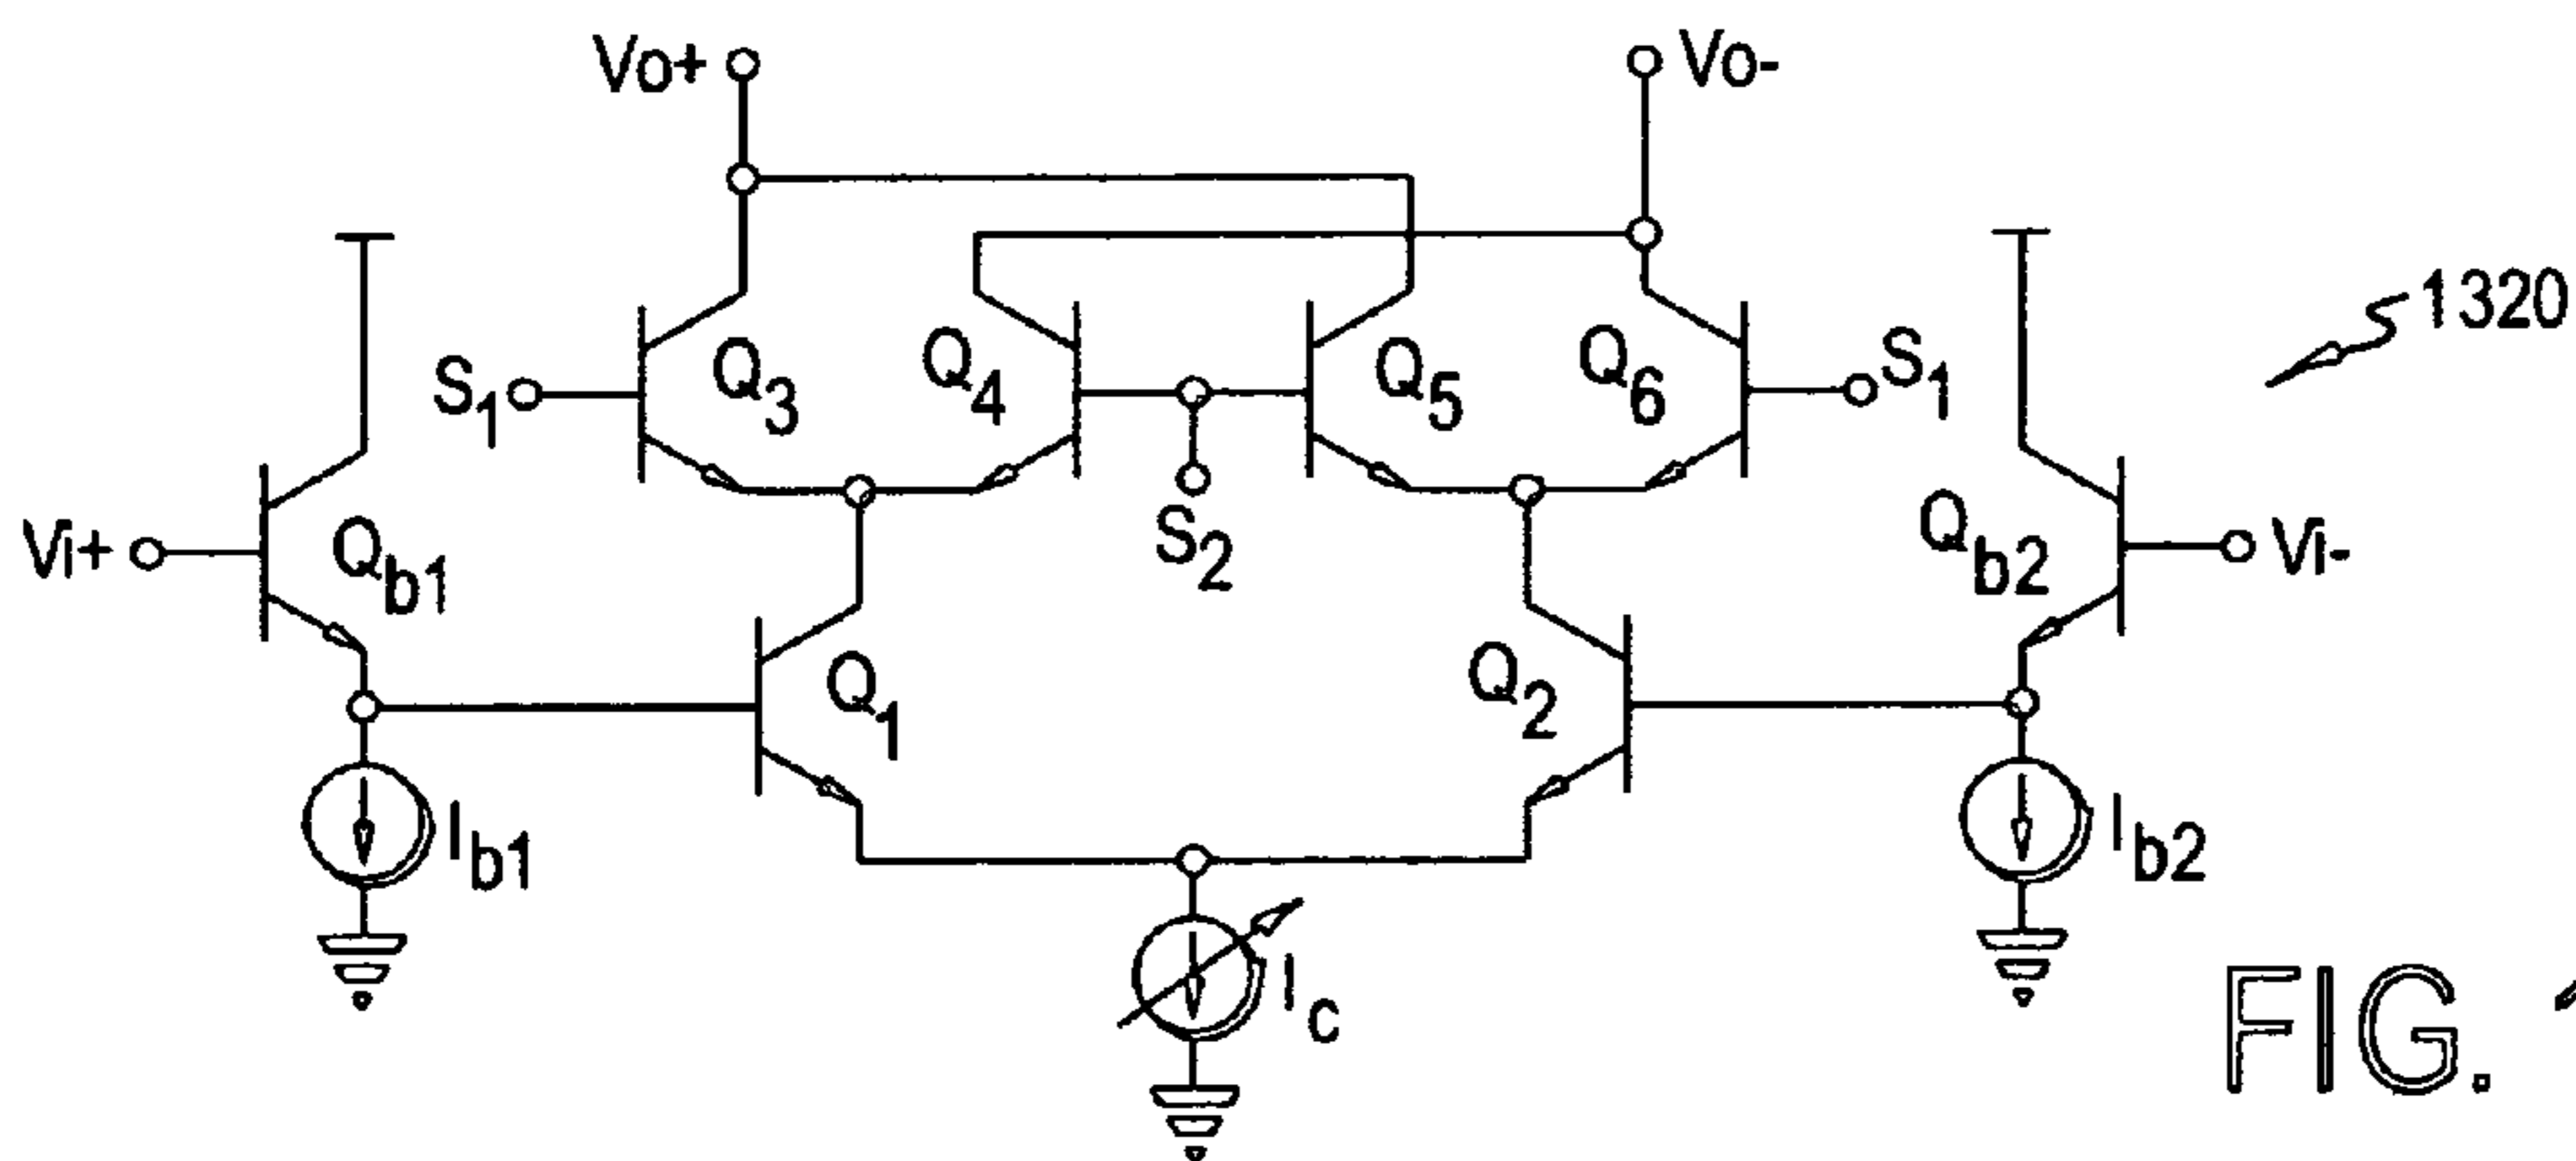 Vo+
Vo-
1320
S1
Q3
Q4
Q5
Q6
S1
Vi+
Qb1
S2
Qb2
Vi-
Q1
Q2
Ib1
Ib2
Ic
FIG.